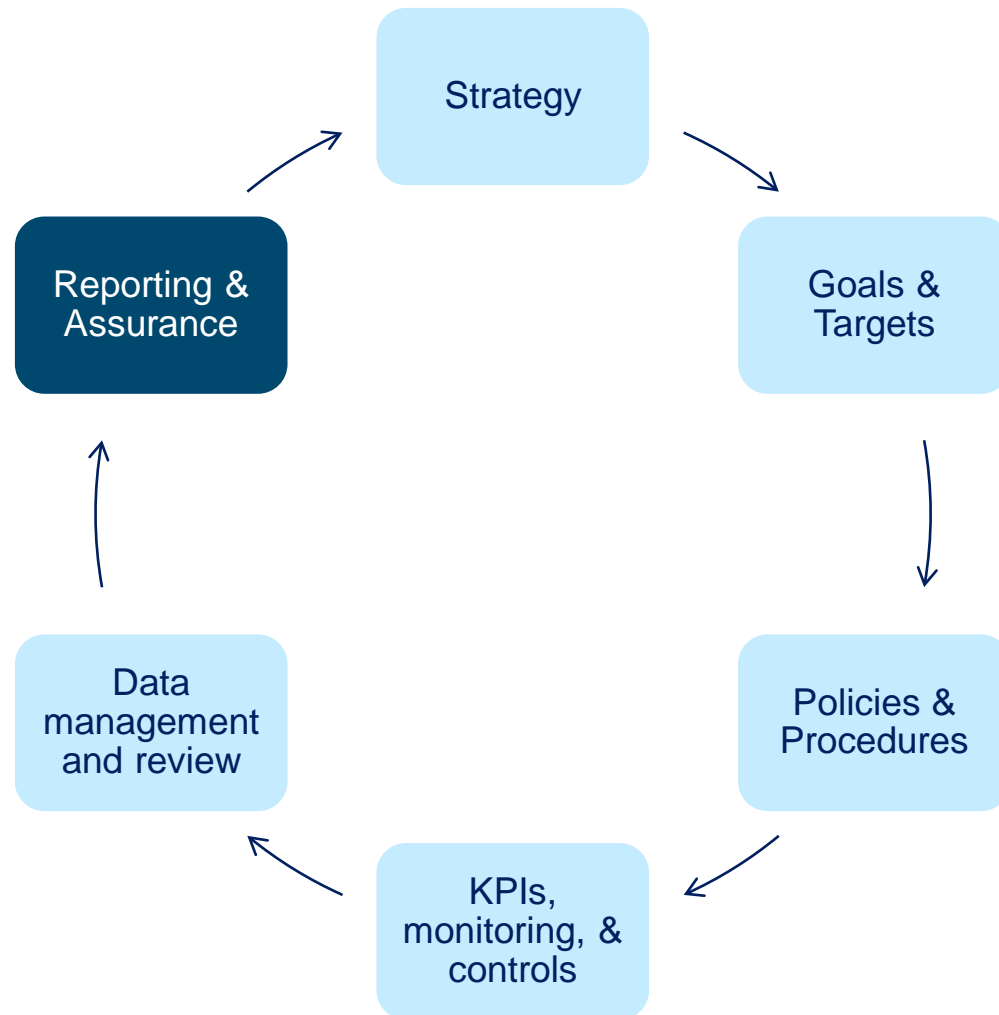 Strategy
Goals &
Targets
Policies &
Procedures
KPIs,
monitoring, &
controls
Data
management
and review
Reporting &
Assurance